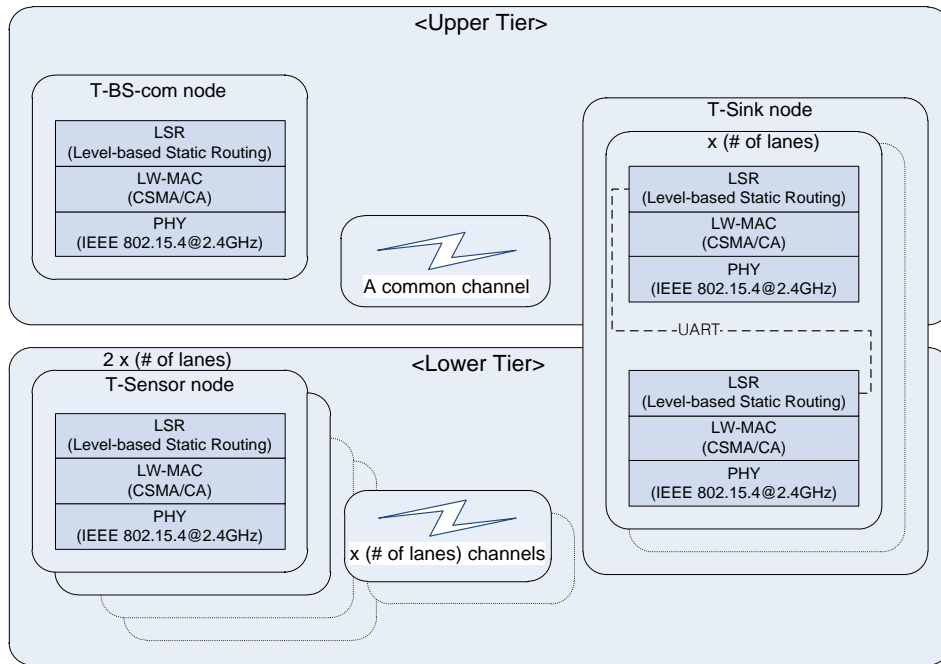 <Upper Tier>
T-BS-com node
LSR
(Level-based Static Routing)
LW-MAC
(CSMA/CA)
PHY
(IEEE 802.15.4@2.4GHz)
A common channel
T-Sink node
x (# of lanes)
LSR
(Level-based Static Routing)
LW-MAC
(CSMA/CA)
PHY
(IEEE 802.15.4@2.4GHz)
UART
LSR
(Level-based Static Routing)
LW-MAC
(CSMA/CA)
PHY
(IEEE 802.15.4@2.4GHz)
<Lower Tier>
2 x (# of lanes)
T-Sensor node
LSR
(Level-based Static Routing)
LW-MAC
(CSMA/CA)
PHY
(IEEE 802.15.4@2.4GHz)
x (# of lanes) channels